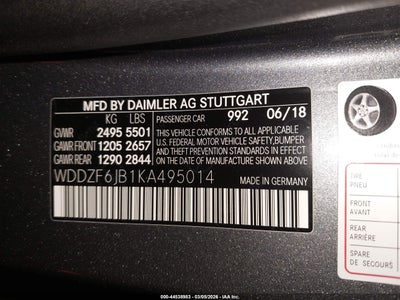 MFD BY DAIMLER AG STUTTGART
KG LBS PASSENGER CAR 992 06/18
GVWR 2495 5501
GAWR FRONT 1205 2657
GAWR REAR 1290 2844
THIS VEHICLE CONFORMS TO ALL
APPLICABLE U.S. FEDERAL
MOTOR VEHICLE SAFETY, BUMPER
AND THEFT PREVENTION STANDARDS IN EFFECT
ON THE DATE OF MANUFACTURE SHOWN ABOVE.
WDDZF6JB1KA495014
MADE IN GERMANY
TIRE
PNEU
FRONT
AVANT
REAR
ARRIÈRE
SPARE
DE
000-44538983 - 03/05/2026 - IAA Inc.